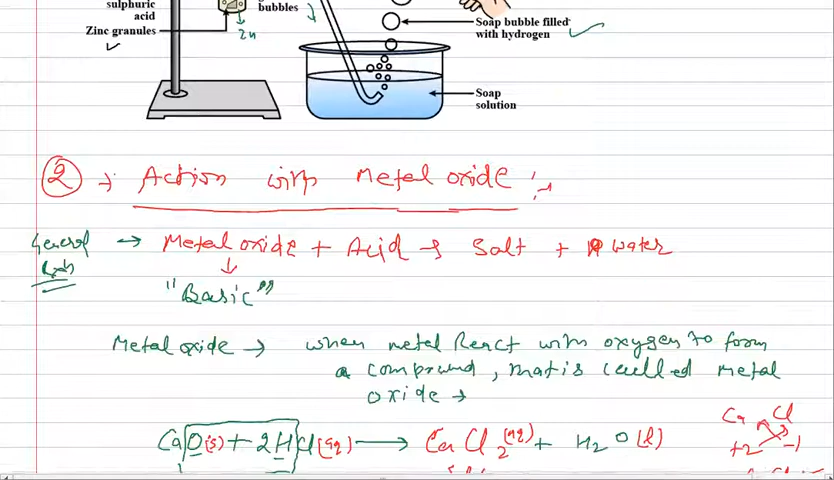 sulphuric
acid
Zinc granules
Zn
bubbles
Soap bubble filled
with hydrogen
Soap
solution
2 → Action with Metal oxide :-
General → Metal oxide + Acid → Salt + water
"Basic"
Metal oxide → when metal React with oxygen to form
a compound, that is called metal
oxide →
CaO(s) + 2HCl(aq) → CaCl2(aq) + H2O(l)
Ca Cl
+2 -1